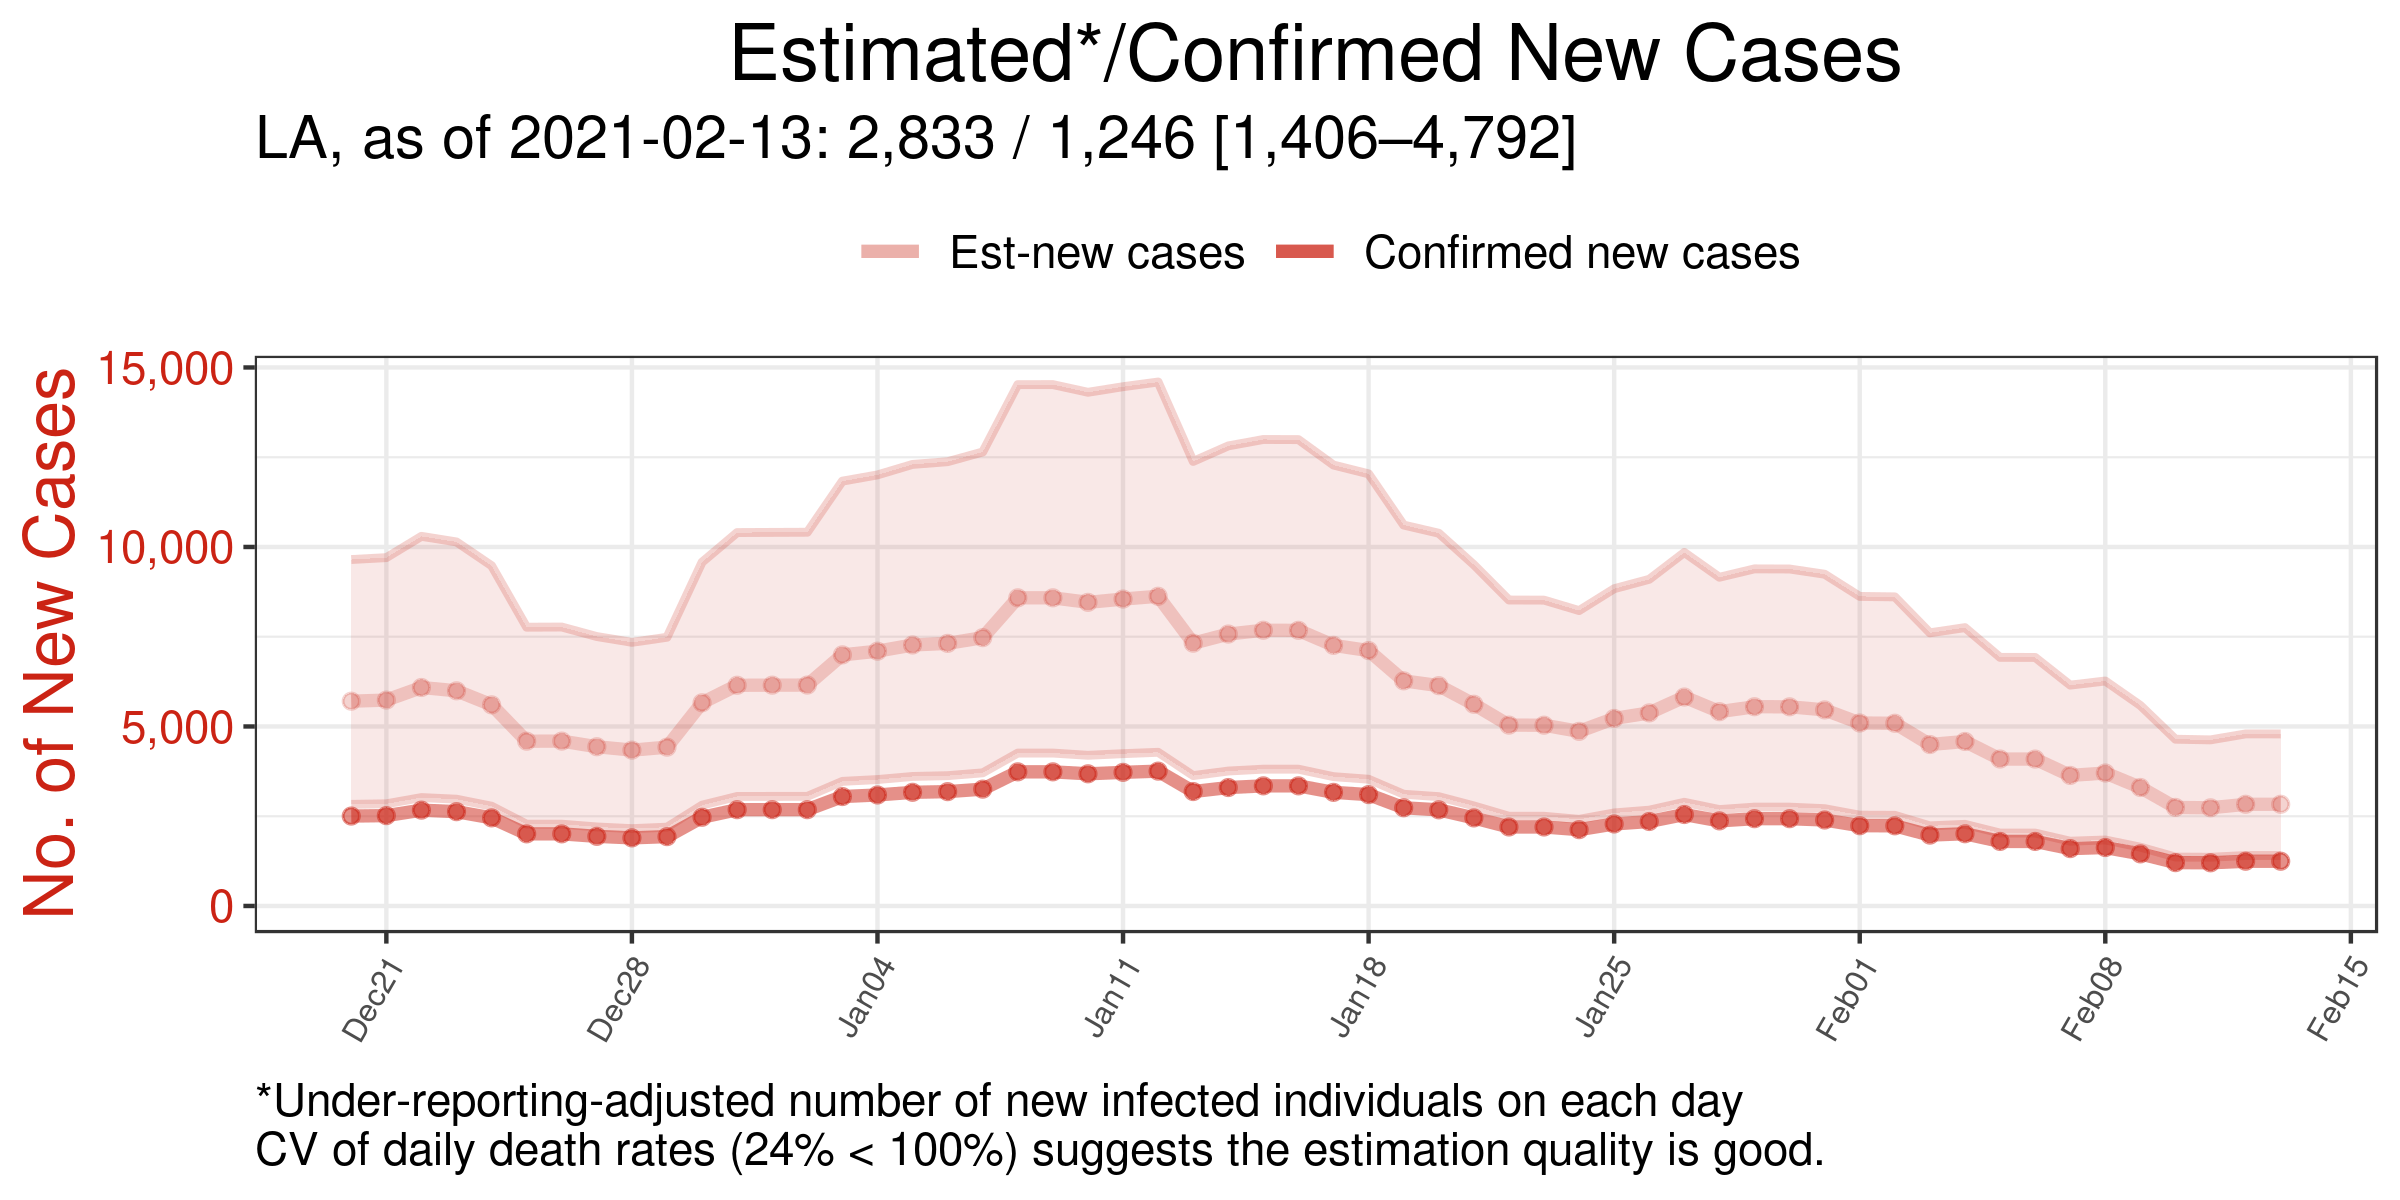 Estimated*/Confirmed New Cases
LA, as of 2021-02-13: 2,833 / 1,246 [1,406–4,792]
Est-new cases
Confirmed new cases
No. of New Cases
15,000
10,000
5,000
0
Dec21
Dec28
Jan04
Jan11
Jan18
Jan25
Feb01
Feb08
Feb15
*Under-reporting-adjusted number of new infected individuals on each day
CV of daily death rates (24% < 100%) suggests the estimation quality is good.